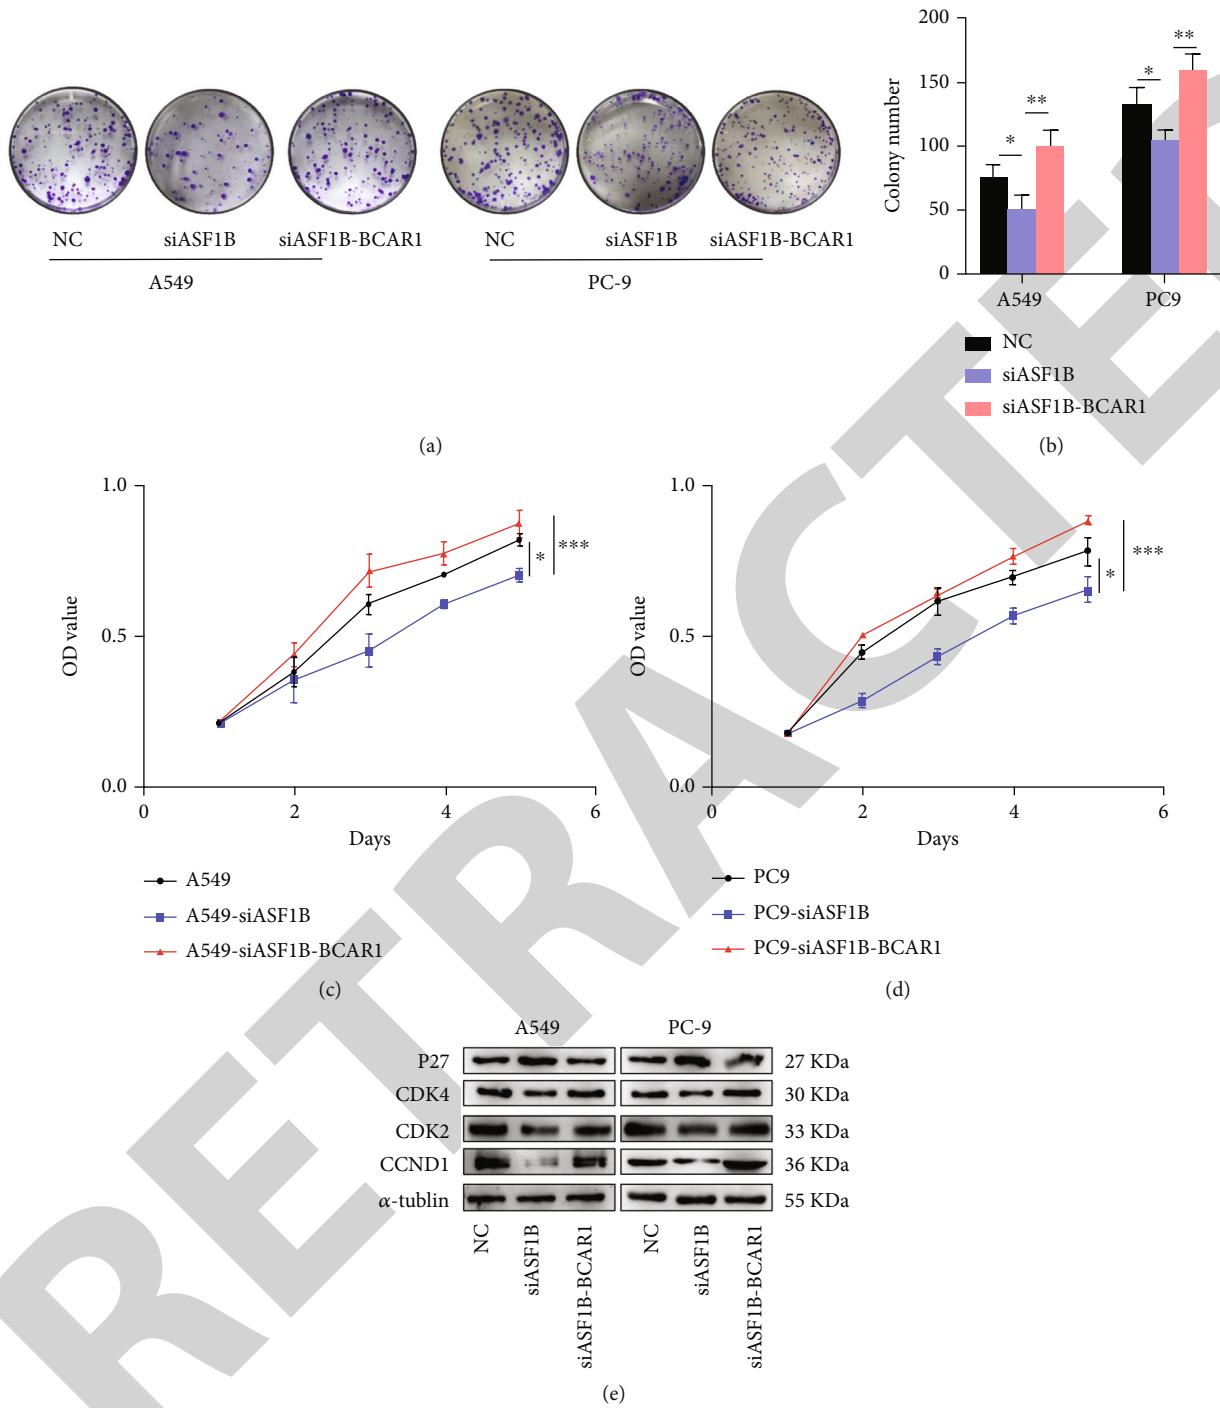 NC siASF1B siASF1B-BCAR1
A549
NC siASF1B siASF1B-BCAR1
PC-9
(a)
200
150
100
50
0
Colony number
* ** * **
A549 PC9
NC
siASF1B
siASF1B-BCAR1
(b)
1.0
0.5
0.0
OD value
0 2 4 6
Days
* ***
A549
A549-siASF1B
A549-siASF1B-BCAR1
(c)
1.0
0.5
0.0
OD value
0 2 4 6
Days
* ***
PC9
PC9-siASF1B
PC9-siASF1B-BCAR1
(d)
A549 PC-9
P27 27 KDa
CDK4 30 KDa
CDK2 33 KDa
CCND1 36 KDa
α-tublin 55 KDa
NC siASF1B siASF1B-BCAR1 NC siASF1B siASF1B-BCAR1
(e)
RETRACTE